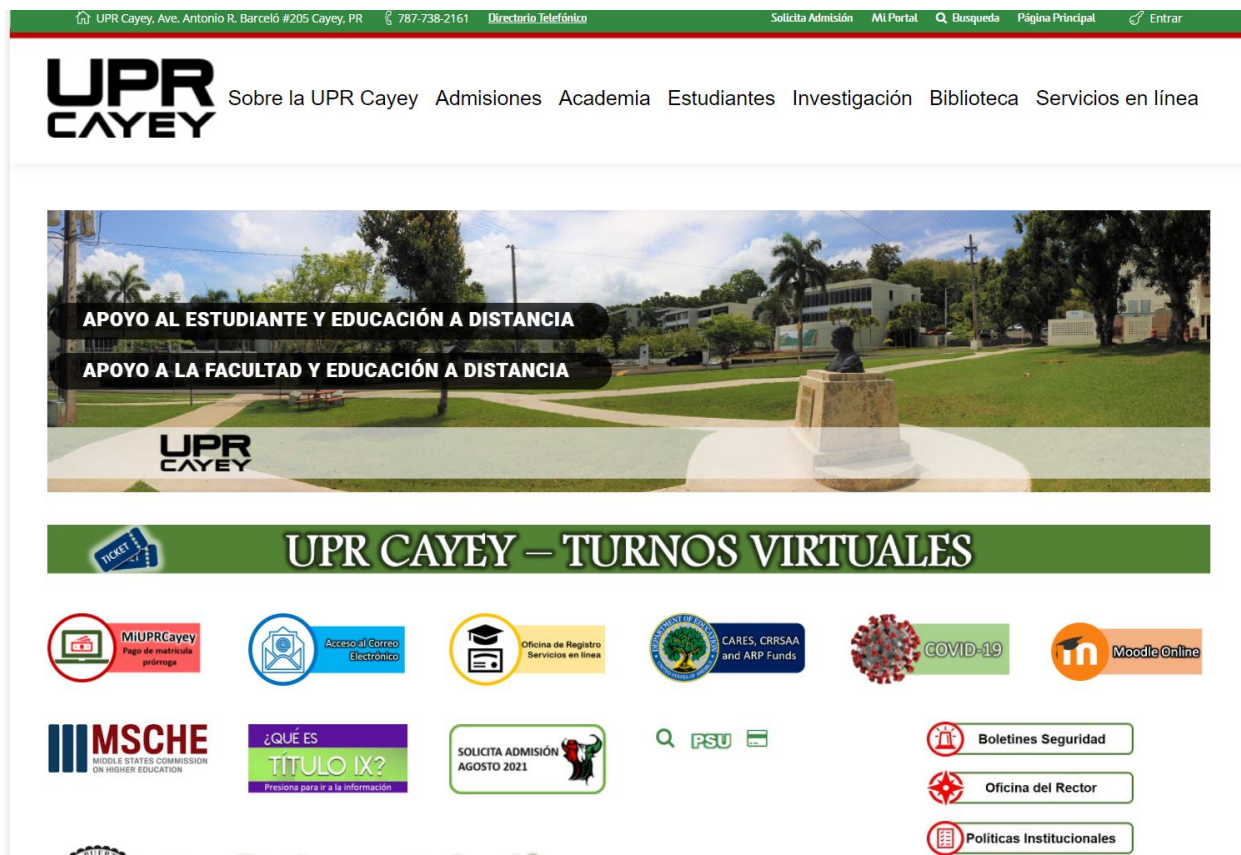 UPR Cayey, Ave. Antonio R. Barceló #205 Cayey, PR 787-738-2161 Directorio Telefónico Solicita Admisión Mi Portal Busqueda Página Principal Entrar
UPR
CAYEY
Sobre la UPR Cayey Admisiones Academia Estudiantes Investigación Biblioteca Servicios en línea
APOYO AL ESTUDIANTE Y EDUCACIÓN A DISTANCIA
APOYO A LA FACULTAD Y EDUCACIÓN A DISTANCIA
UPR
CAYEY
TICKET
UPR CAYEY – TURNOS VIRTUALES
MiUPRCayey
Pago de matrícula
prórroga
Acceso al Correo
Electrónico
Oficina de Registro
Servicios en línea
CARES, CRRSAA
and ARP Funds
COVID-19
Moodle Online
MSCHE
MIDDLE STATES COMMISSION
ON HIGHER EDUCATION
¿QUÉ ES
TÍTULO IX?
Presiona para ir a la información
SOLICITA ADMISIÓN
AGOSTO 2021
PSU
Boletines Seguridad
Oficina del Rector
Políticas Institucionales